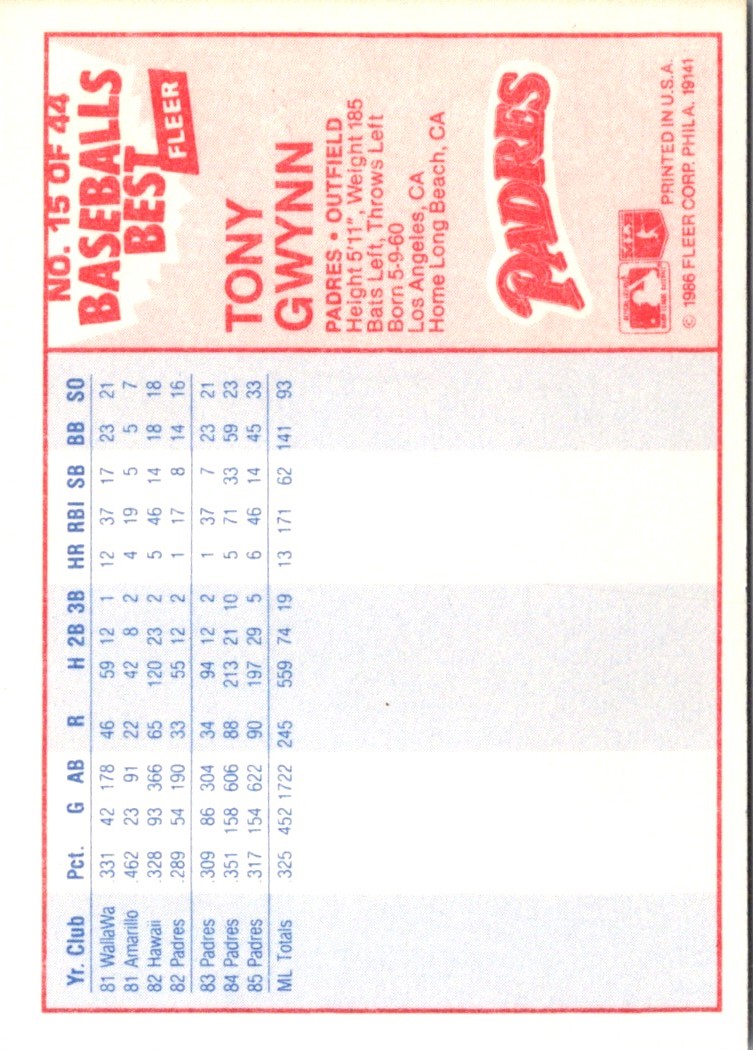 NO. 15 OF 44
BASEBALLS
BEST
FLEER
TONY
GWYNN
PADRES • OUTFIELD
Height 5'11", Weight 185
Bats Left, Throws Left
Born 5-9-60
Los Angeles, CA
Home Long Beach, CA
PADRES
MLB
PRINTED IN U.S.A.
© 1986 FLEER CORP. PHILA. 19141
Yr. Club Pct. G AB R H 2B 3B HR RBI SB BB SO
81 WallaWa .331 42 178 46 59 12 1 12 37 17 23 21
81 Amarillo .462 23 91 22 42 8 2 4 19 5 5 7
82 Hawaii .328 93 366 65 120 23 2 5 46 14 18 18
82 Padres .289 54 190 33 55 12 2 1 17 8 14 16
83 Padres .309 86 304 34 94 12 2 1 37 7 23 21
84 Padres .351 158 606 88 213 21 10 5 71 33 59 23
85 Padres .317 154 622 90 197 29 5 6 46 14 45 33
ML Totals .325 452 1722 245 559 74 19 13 171 62 141 93